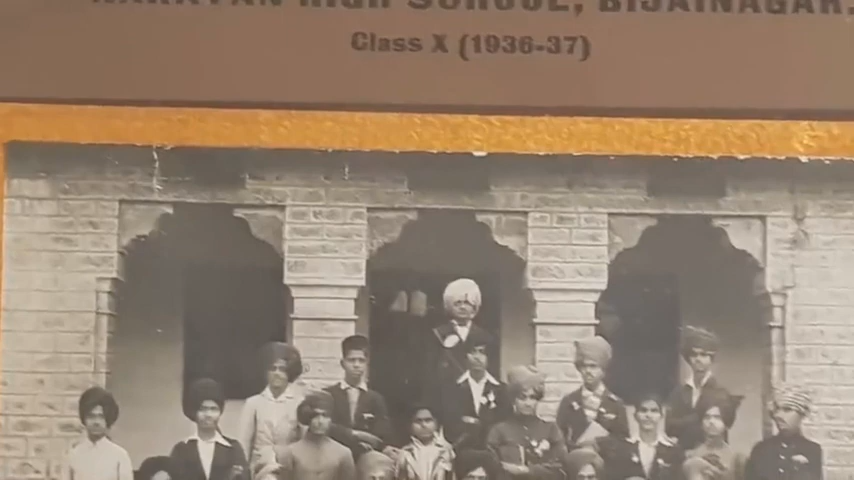 HIGH SCHOOL, BIJAINAGAR.
Class X (1936-37)